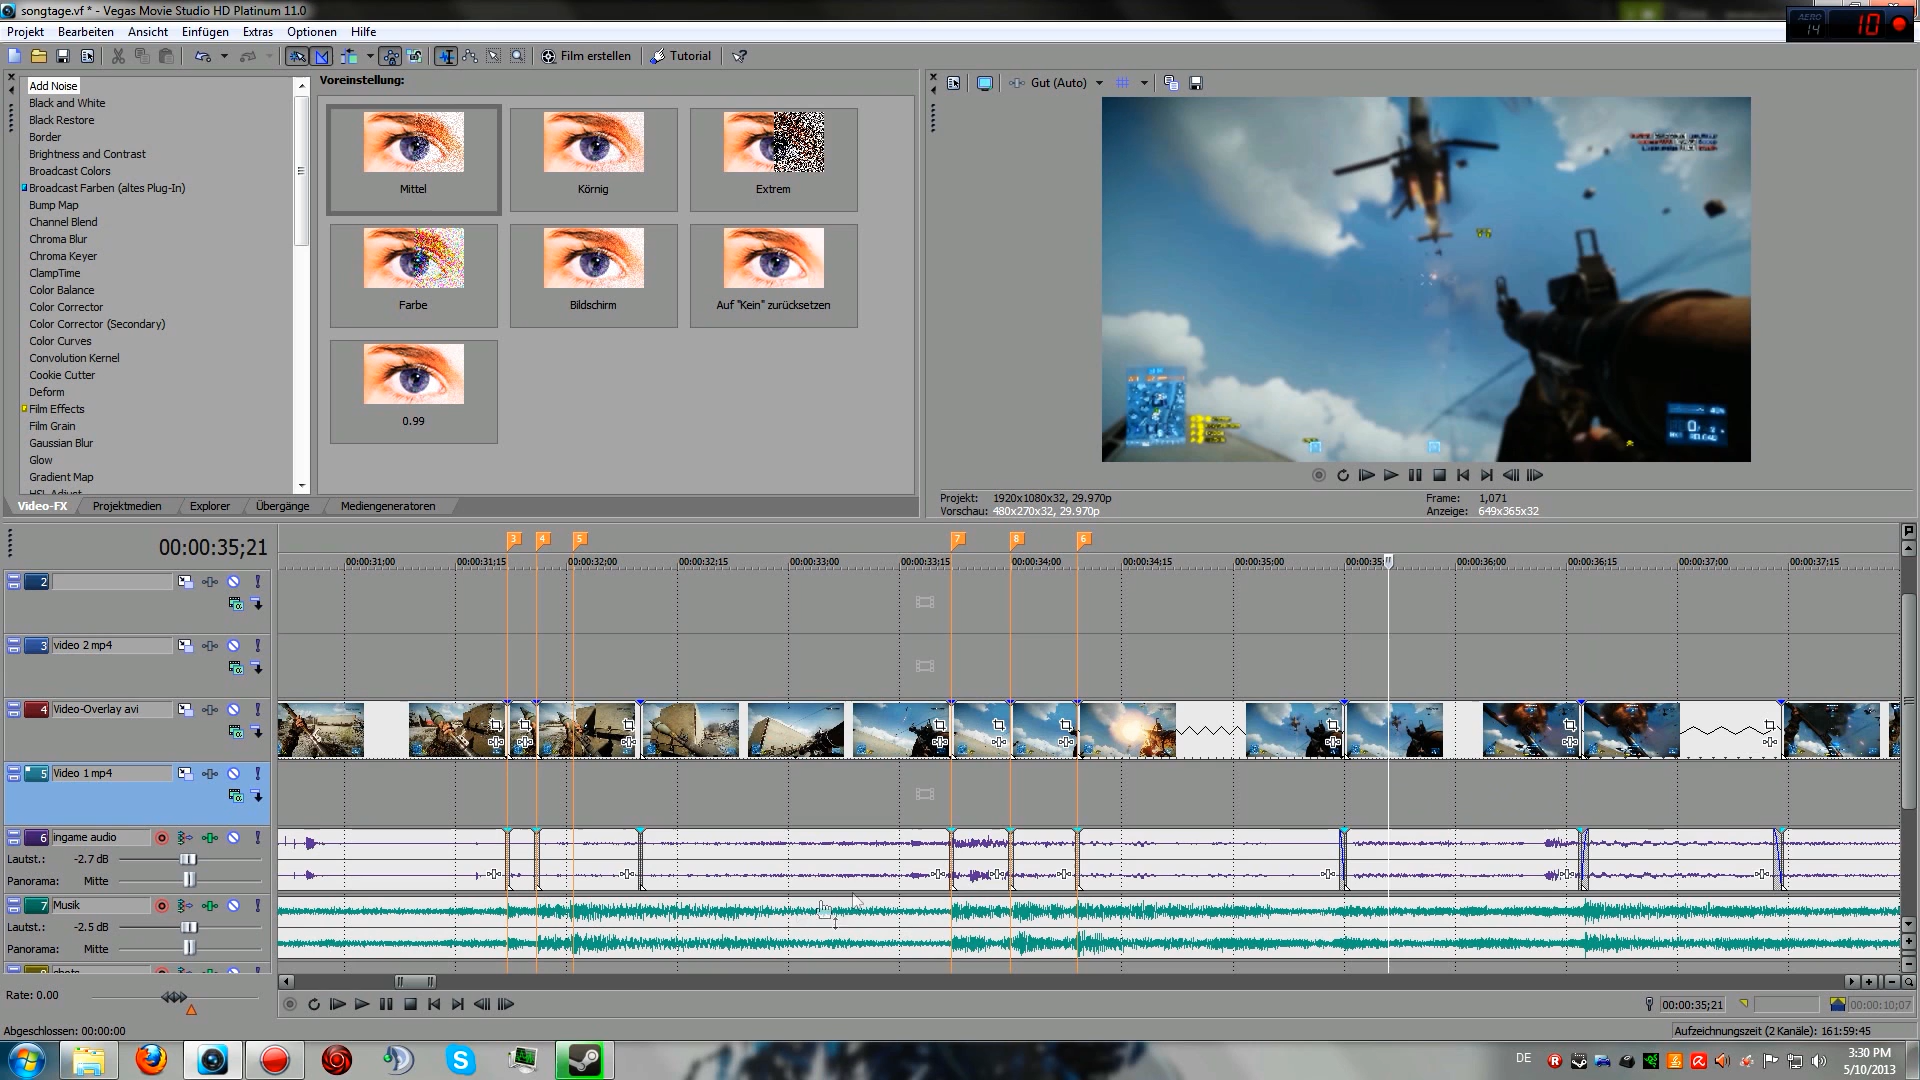 songtage.vf * - Vegas Movie Studio HD Platinum 11.0
AERO
14
10
Projekt Bearbeiten Ansicht Einfügen Extras Optionen Hilfe
Film erstellen Tutorial
Add Noise
Black and White
Black Restore
Border
Brightness and Contrast
Broadcast Colors
Broadcast Farben (altes Plug-In)
Bump Map
Channel Blend
Chroma Blur
Chroma Keyer
ClampTime
Color Balance
Color Corrector
Color Corrector (Secondary)
Color Curves
Convolution Kernel
Cookie Cutter
Deform
Film Effects
Film Grain
Gaussian Blur
Glow
Gradient Map
HSL Adjust
Voreinstellung:
Mittel Körnig Extrem
Farbe Bildschirm Auf "Kein" zurücksetzen
0.99
Video-FX Projektmedien Explorer Übergänge Mediengeneratoren
Gut (Auto)
Projekt: 1920x1080x32, 29.970p Frame: 1,071
Vorschau: 480x270x32, 29.970p Anzeige: 649x365x32
00:00:35;21
3 4 5 7 8 6
00:00:31;00 00:00:31;15 00:00:32;00 00:00:32;15 00:00:33;00 00:00:33;15 00:00:34;00 00:00:34;15 00:00:35;00 00:00:36;00 00:00:36;15 00:00:37;00 00:00:37;15
2
3 video 2 mp4
4 Video-Overlay avi
5 Video 1 mp4
6 ingame audio
Lautst.: -2.7 dB
Panorama: Mitte
7 Musik
Lautst.: -2.5 dB
Panorama: Mitte
Rate: 0.00
00:00:35;21 00:00:10;07
Abgeschlossen: 00:00:00
Aufzeichnungszeit (2 Kanäle): 161:59:45
DE
3:30 PM
5/10/2013